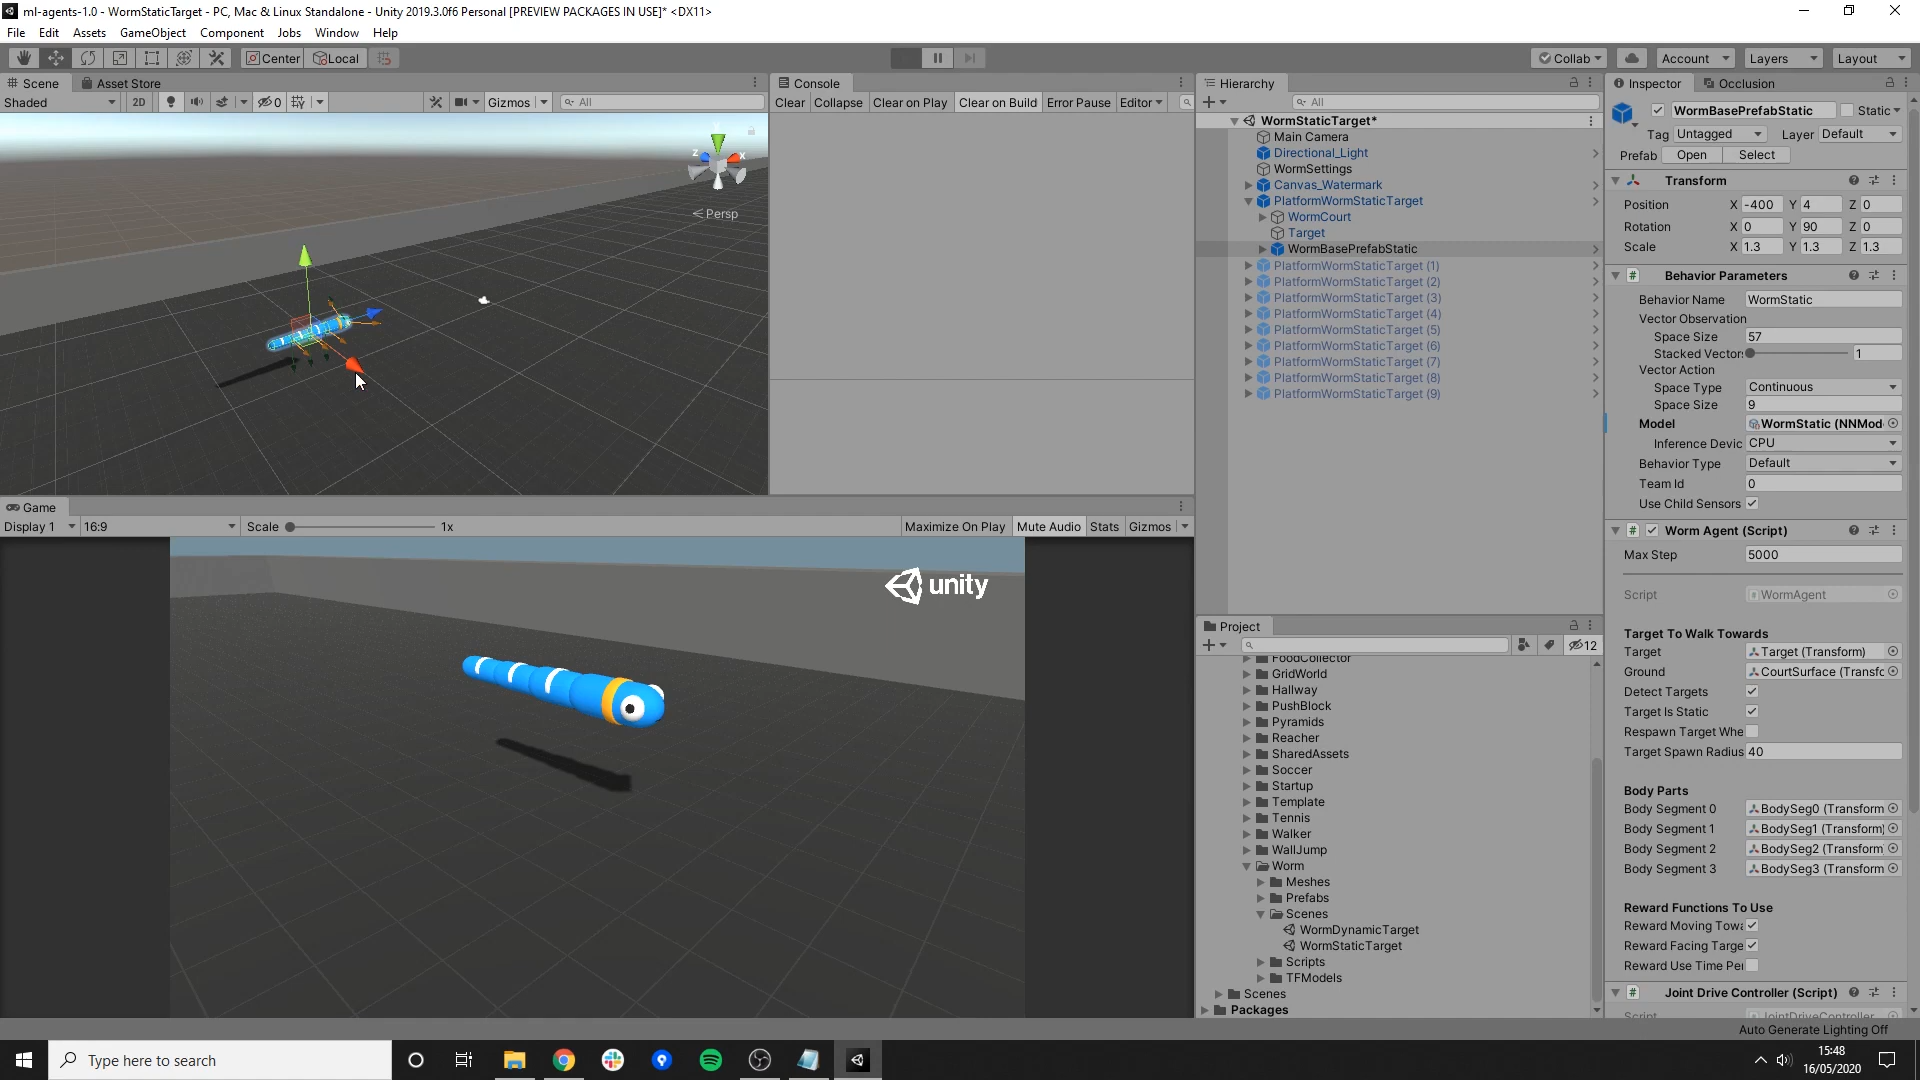 ml-agents-1.0 - WormStaticTarget - PC, Mac & Linux Standalone - Unity 2019.3.0f6 Personal [PREVIEW PACKAGES IN USE]* <DX11>
File Edit Assets GameObject Component Jobs Window Help
Center Local Collab Account Layers Layout
Scene Asset Store
Shaded 2D 0 Gizmos All
Y
Z X
Persp
Console
Clear Collapse Clear on Play Clear on Build Error Pause Editor
Game
Display 1 16:9 Scale 1x Maximize On Play Mute Audio Stats Gizmos
unity
Hierarchy
All
WormStaticTarget*
Main Camera
Directional_Light
WormSettings
Canvas_Watermark
PlatformWormStaticTarget
WormCourt
Target
WormBasePrefabStatic
PlatformWormStaticTarget (1)
PlatformWormStaticTarget (2)
PlatformWormStaticTarget (3)
PlatformWormStaticTarget (4)
PlatformWormStaticTarget (5)
PlatformWormStaticTarget (6)
PlatformWormStaticTarget (7)
PlatformWormStaticTarget (8)
PlatformWormStaticTarget (9)
Project
12
FoodCollector
GridWorld
Hallway
PushBlock
Pyramids
Reacher
SharedAssets
Soccer
Startup
Template
Tennis
Walker
WallJump
Worm
Meshes
Prefabs
Scenes
WormDynamicTarget
WormStaticTarget
Scripts
TFModels
Scenes
Packages
Inspector Occlusion
WormBasePrefabStatic Static
Tag Untagged Layer Default
Prefab Open Select
Transform
Position X -400 Y 4 Z 0
Rotation X 0 Y 90 Z 0
Scale X 1.3 Y 1.3 Z 1.3
# Behavior Parameters
Behavior Name WormStatic
Vector Observation
Space Size 57
Stacked Vectors 1
Vector Action
Space Type Continuous
Space Size 9
Model WormStatic (NNMod
Inference Devic CPU
Behavior Type Default
Team Id 0
Use Child Sensors
# Worm Agent (Script)
Max Step 5000
Script WormAgent
Target To Walk Towards
Target Target (Transform)
Ground CourtSurface (Transfc
Detect Targets
Target Is Static
Respawn Target Whe
Target Spawn Radius 40
Body Parts
Body Segment 0 BodySeg0 (Transform
Body Segment 1 BodySeg1 (Transform)
Body Segment 2 BodySeg2 (Transform
Body Segment 3 BodySeg3 (Transform
Reward Functions To Use
Reward Moving Towa
Reward Facing Targe
Reward Use Time Per
# Joint Drive Controller (Script)
Script JointDriveController
Auto Generate Lighting Off
Type here to search
15:48
16/05/2020